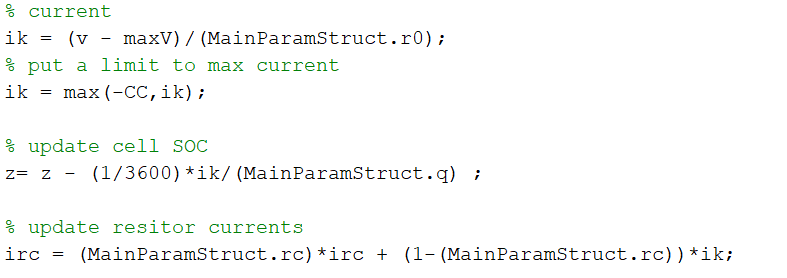 % current
ik = (v - maxV)/(MainParamStruct.r0);
% put a limit to max current
ik = max(-CC,ik);
% update cell SOC
z= z - (1/3600)*ik/(MainParamStruct.q) ;
% update resitor currents
irc = (MainParamStruct.rc)*irc + (1-(MainParamStruct.rc))*ik;